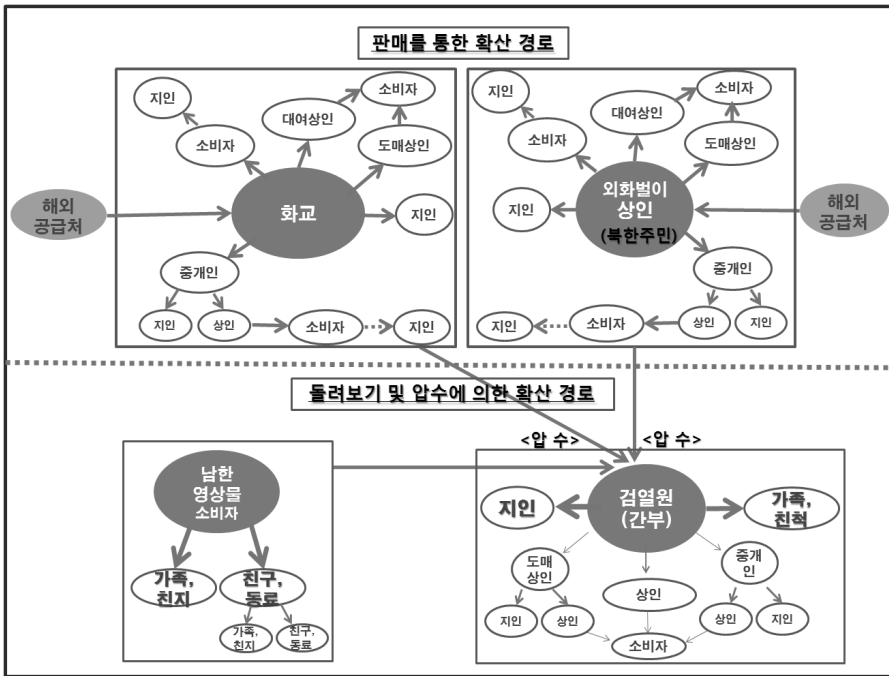 판매를 통한 확산 경로
지인
소비자
대여상인
소비자
도매상인
해외
공급처
화교
지인
중개인
지인
상인
소비자
지인
지인
소비자
대여상인
소비자
도매상인
지인
외화벌이
상인
(북한주민)
해외
공급처
중개인
지인
소비자
상인
지인
돌려보기 및 압수에 의한 확산 경로
<압 수>
<압 수>
남한
영상물
소비자
가족,
친지
친구,
동료
가족,
친지
친구,
동료
지인
검열원
(간부)
가족,
친척
도매
상인
상인
중개
인
지인
상인
상인
지인
소비자